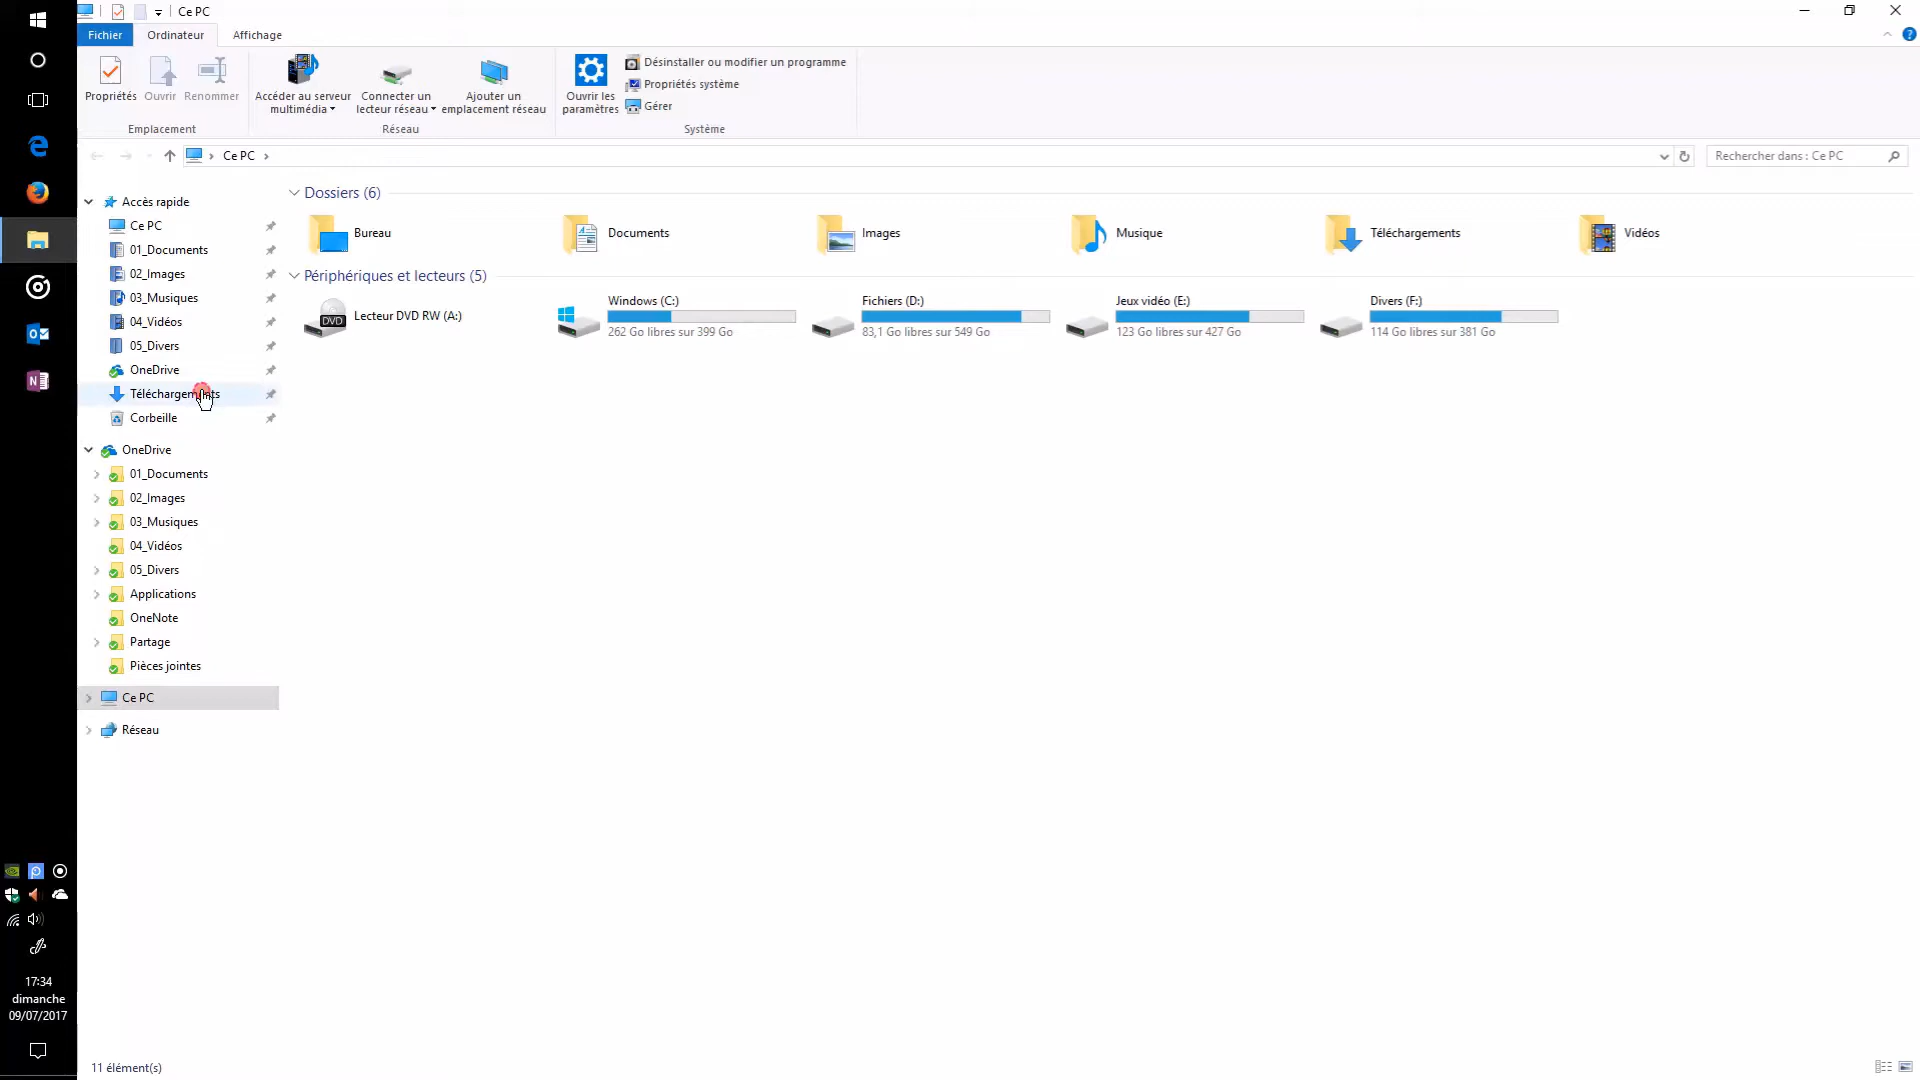 Ce PC
Fichier
Ordinateur
Affichage
Propriétés
Ouvrir
Renommer
Accéder au serveur
multimédia
Connecter un
lecteur réseau
Ajouter un
emplacement réseau
Ouvrir les
paramètres
Désinstaller ou modifier un programme
Propriétés système
Gérer
Emplacement
Réseau
Système
Ce PC
Rechercher dans : Ce PC
Accès rapide
Ce PC
01_Documents
02_Images
03_Musiques
04_Vidéos
05_Divers
OneDrive
Téléchargements
Corbeille
OneDrive
01_Documents
02_Images
03_Musiques
04_Vidéos
05_Divers
Applications
OneNote
Partage
Pièces jointes
Ce PC
Réseau
Dossiers (6)
Bureau
Documents
Images
Musique
Téléchargements
Vidéos
Périphériques et lecteurs (5)
DVD
Lecteur DVD RW (A:)
Windows (C:)
262 Go libres sur 399 Go
Fichiers (D:)
83,1 Go libres sur 549 Go
Jeux vidéo (E:)
123 Go libres sur 427 Go
Divers (F:)
114 Go libres sur 381 Go
17:34
dimanche
09/07/2017
11 élément(s)